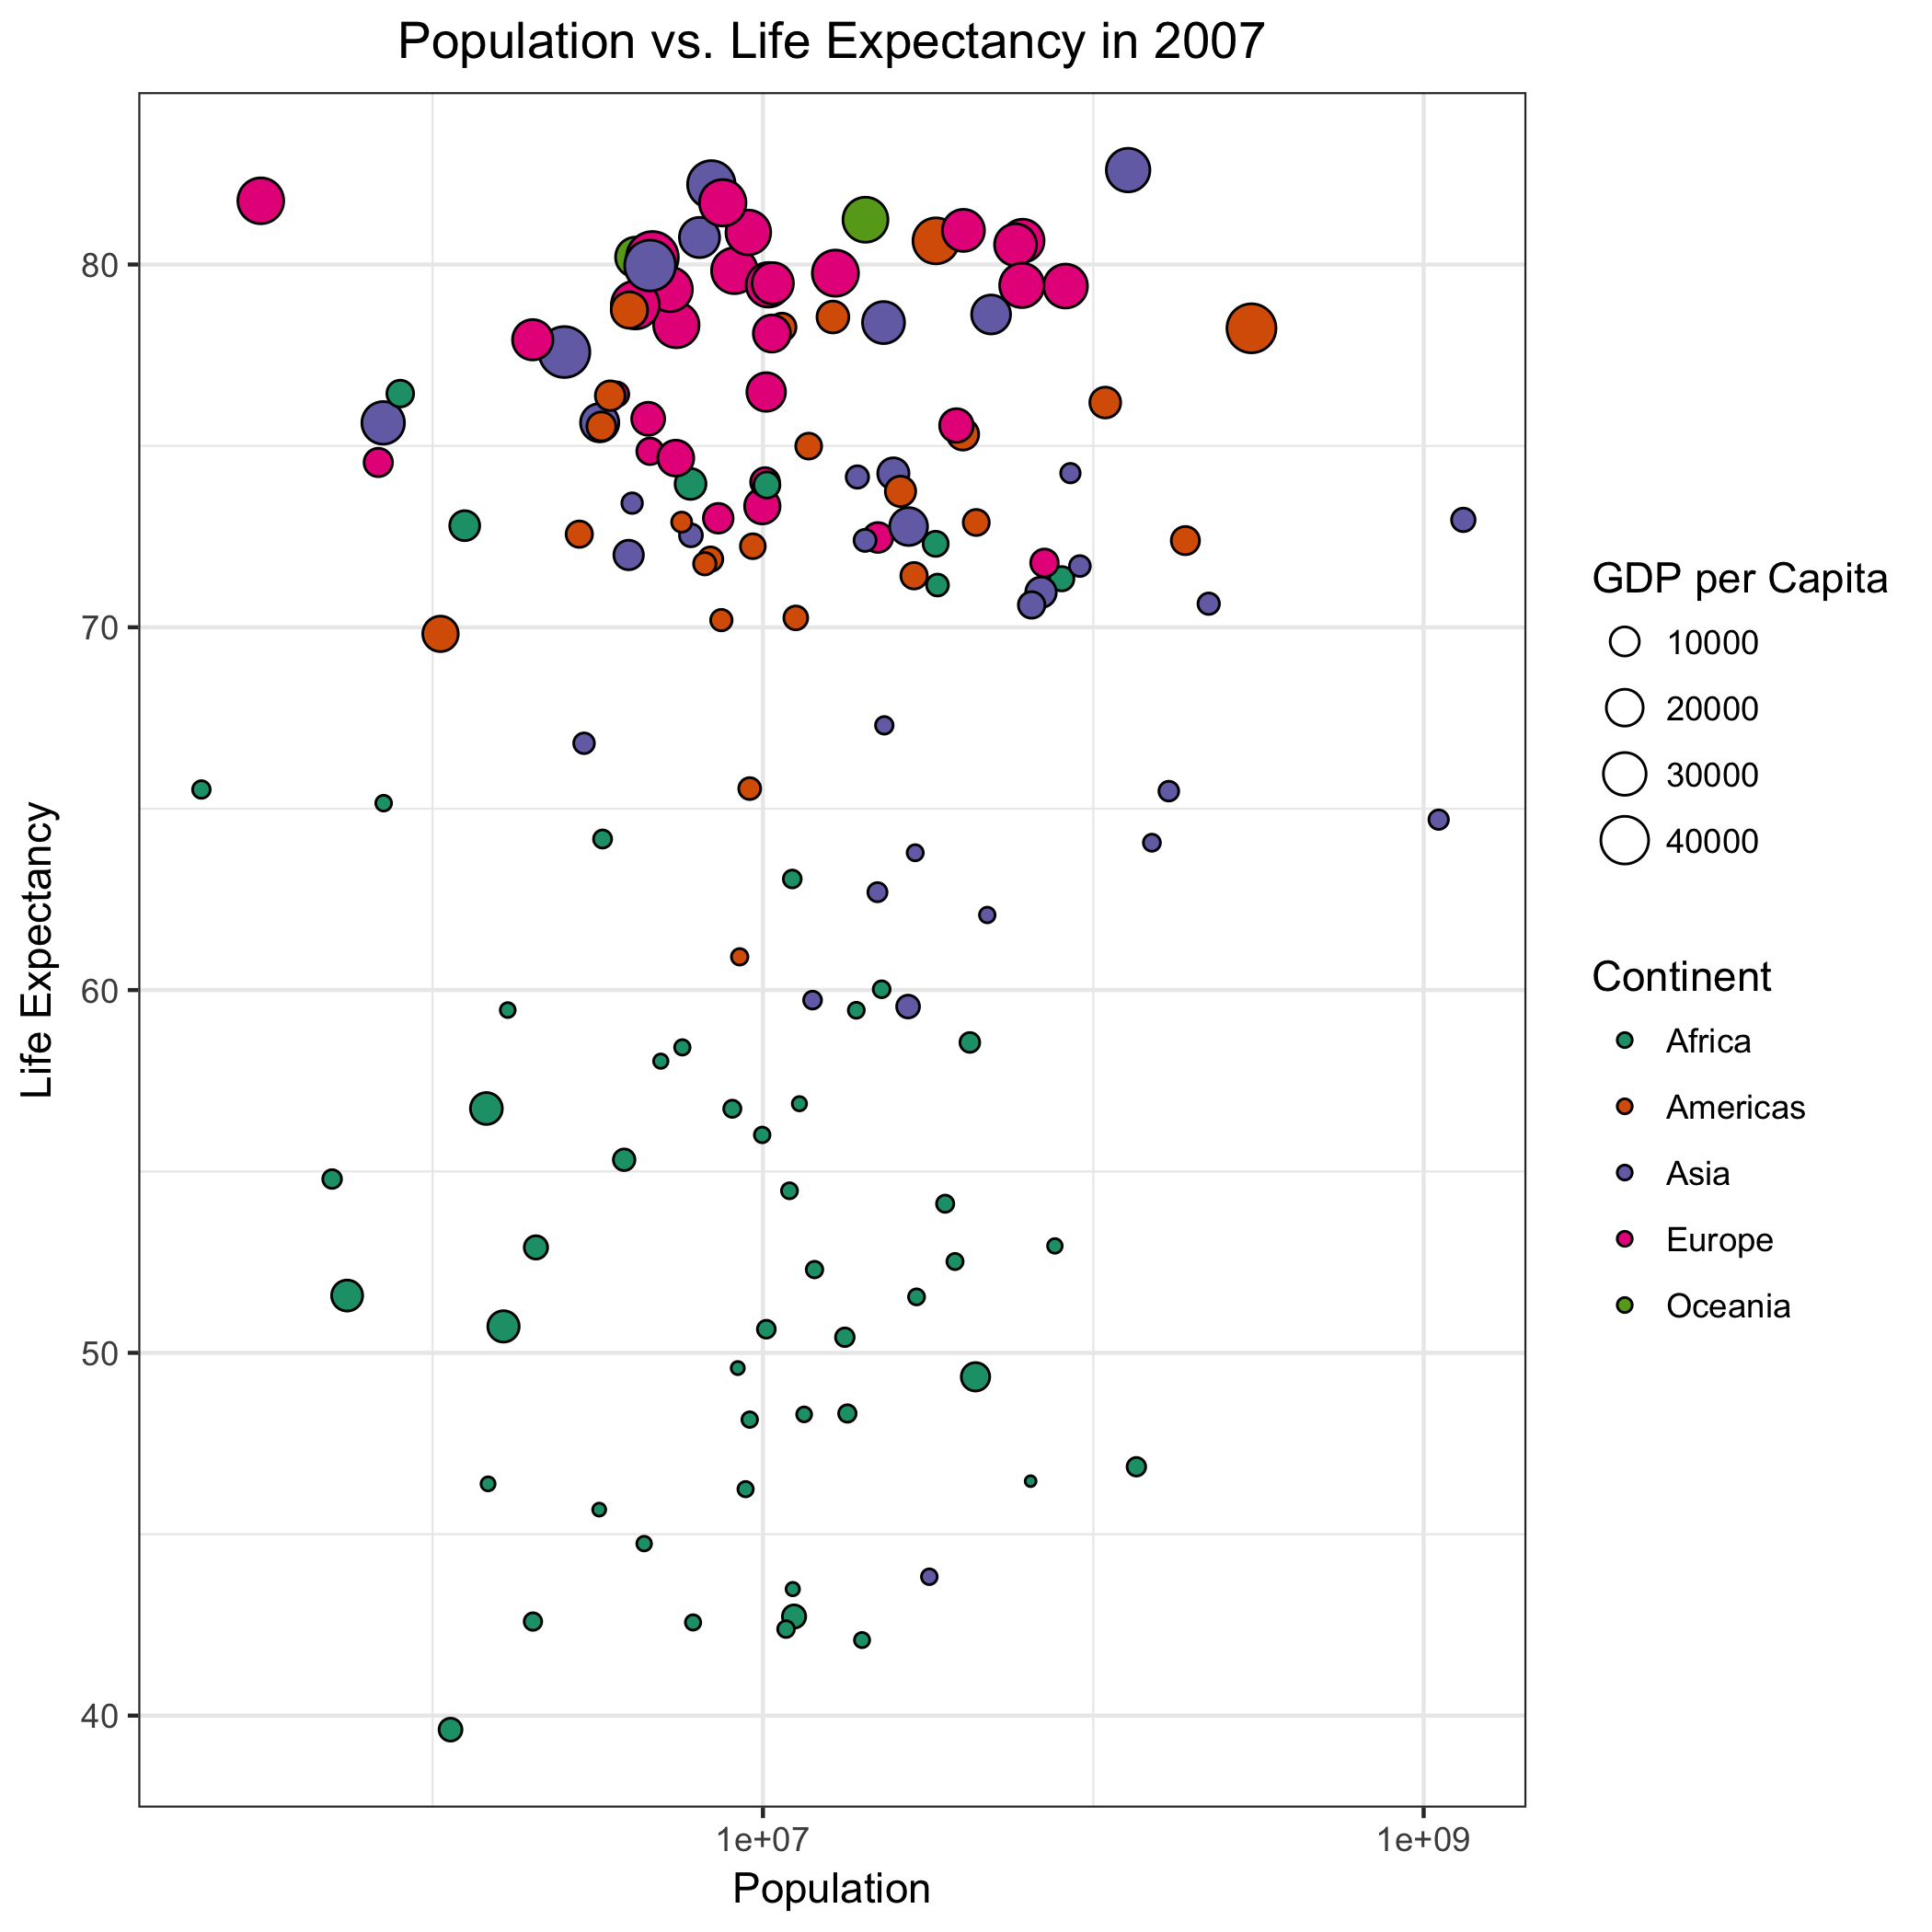 Population vs. Life Expectancy in 2007
80
70
60
50
40
Life Expectancy
1e+07
1e+09
Population
GDP per Capita
10000
20000
30000
40000
Continent
Africa
Americas
Asia
Europe
Oceania